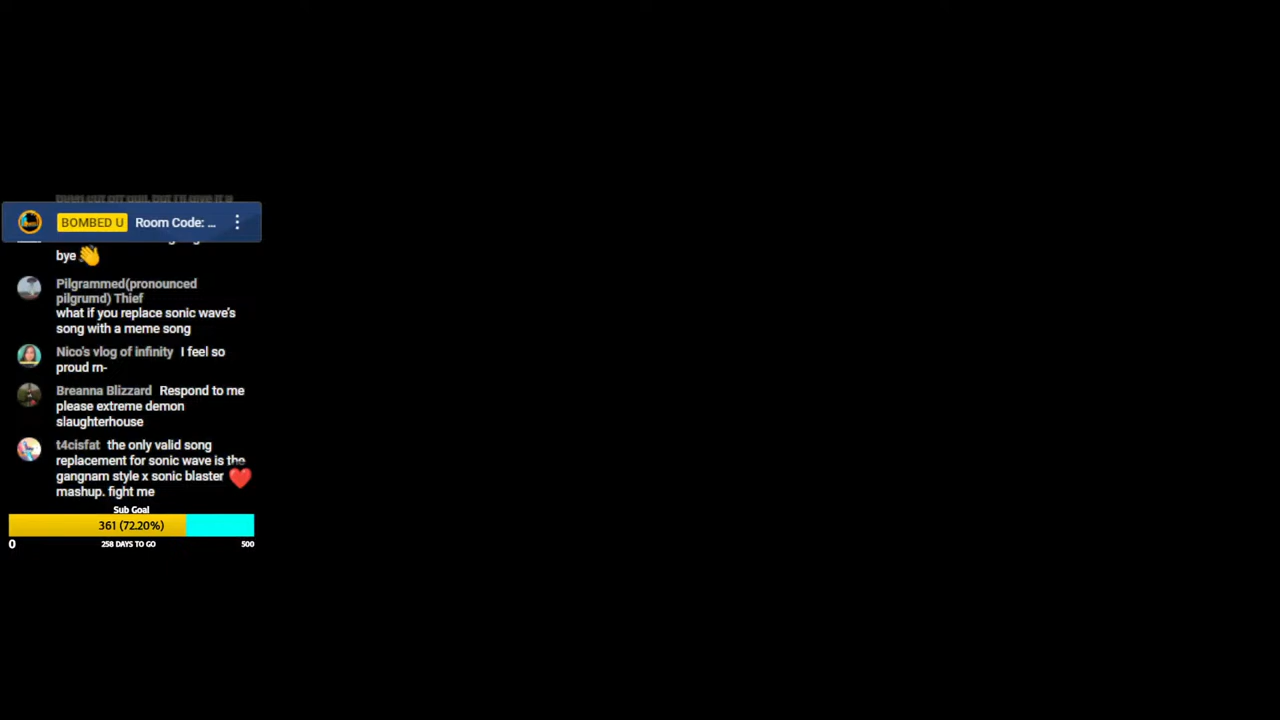 BOMBED U Room Code: ...
bye 👋
Pilgrammed(pronounced
pilgrumd) Thief
what if you replace sonic wave's
song with a meme song
Nico's vlog of infinity I feel so
proud rn-
Breanna Blizzard Respond to me
please extreme demon
slaughterhouse
t4cisfat the only valid song
replacement for sonic wave is the
gangnam style x sonic blaster
mashup. fight me
Sub Goal
361 (72.20%)
0 258 DAYS TO GO 500